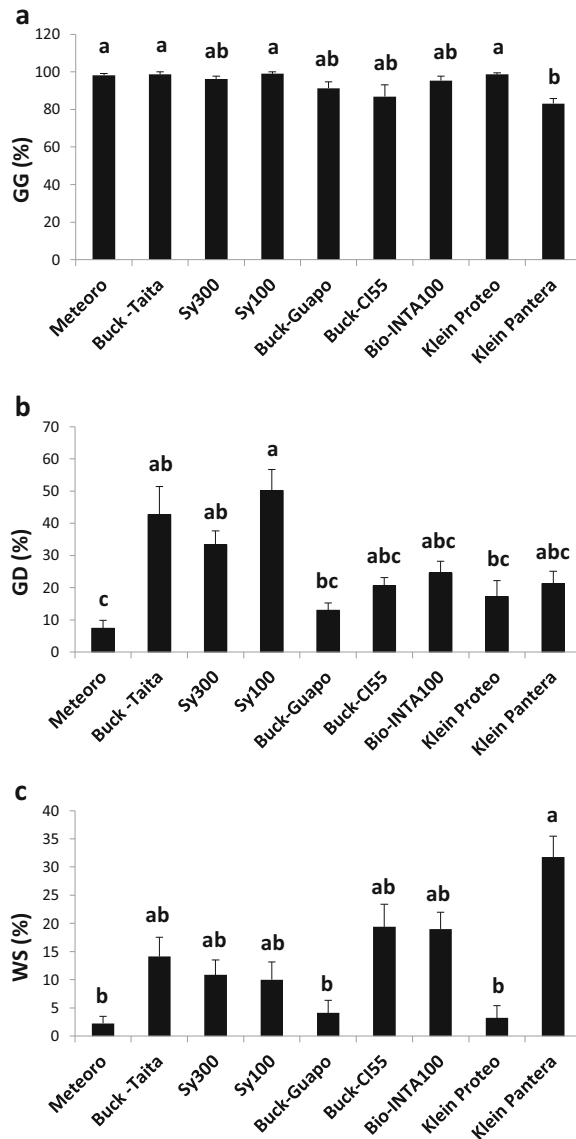 a
120
100
80
60
40
20
0
GG (%)
a a ab a ab ab ab a b
Meteoro Buck -Taita Sy300 Sy100 Buck-Guapo Buck-Cl55 Bio-INTA100 Klein Proteo Klein Pantera
b
70
60
50
40
30
20
10
0
GD (%)
c ab ab a bc abc abc bc abc
Meteoro Buck -Taita Sy300 Sy100 Buck-Guapo Buck-Cl55 Bio-INTA100 Klein Proteo Klein Pantera
c
40
35
30
25
20
15
10
5
0
WS (%)
b ab ab ab b ab ab b a
Meteoro Buck -Taita Sy300 Sy100 Buck-Guapo Buck-Cl55 Bio-INTA100 Klein Proteo Klein Pantera